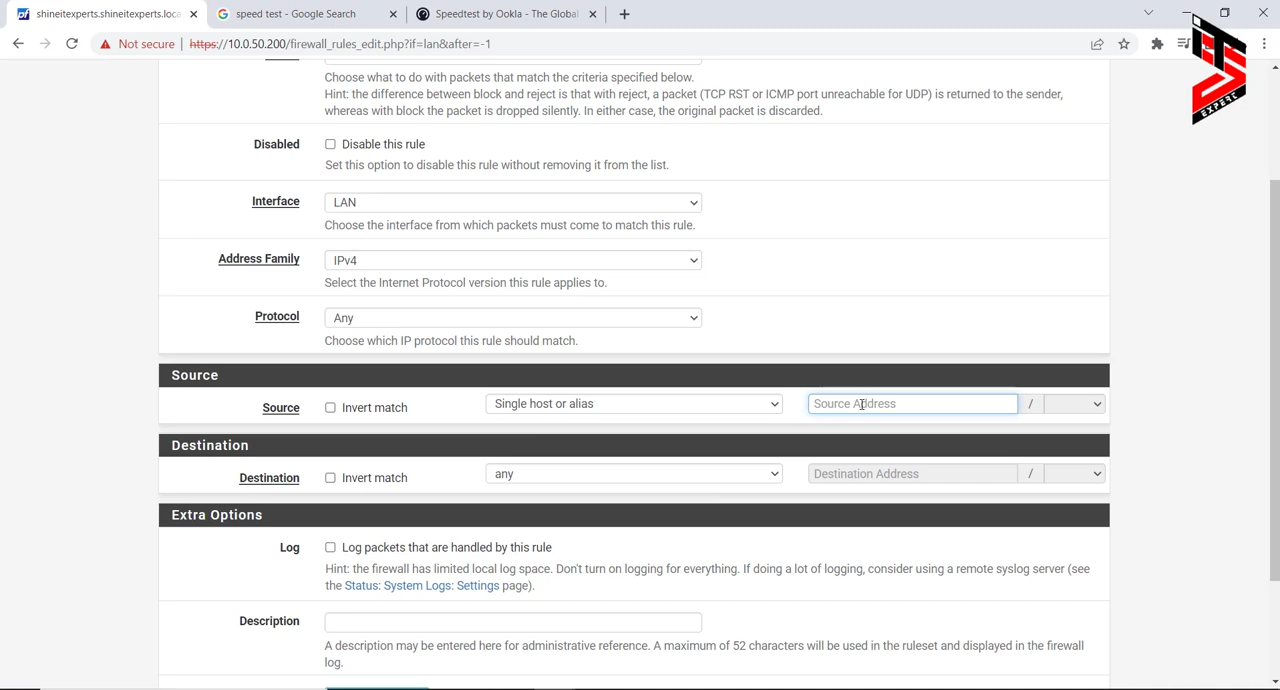 shineitexperts.shineitexperts.loca
speed test - Google Search
Speedtest by Ookla - The Global
Not secure
https://10.0.50.200/firewall_rules_edit.php?if=lan&after=-1
ITS
EXPERT
Choose what to do with packets that match the criteria specified below.
Hint: the difference between block and reject is that with reject, a packet (TCP RST or ICMP port unreachable for UDP) is returned to the sender,
whereas with block the packet is dropped silently. In either case, the original packet is discarded.
Disabled
Disable this rule
Set this option to disable this rule without removing it from the list.
Interface
LAN
Choose the interface from which packets must come to match this rule.
Address Family
IPv4
Select the Internet Protocol version this rule applies to.
Protocol
Any
Choose which IP protocol this rule should match.
Source
Source
Invert match
Single host or alias
Source Address
/
Destination
Destination
Invert match
any
Destination Address
/
Extra Options
Log
Log packets that are handled by this rule
Hint: the firewall has limited local log space. Don't turn on logging for everything. If doing a lot of logging, consider using a remote syslog server (see
the Status: System Logs: Settings page).
Description
A description may be entered here for administrative reference. A maximum of 52 characters will be used in the ruleset and displayed in the firewall
log.